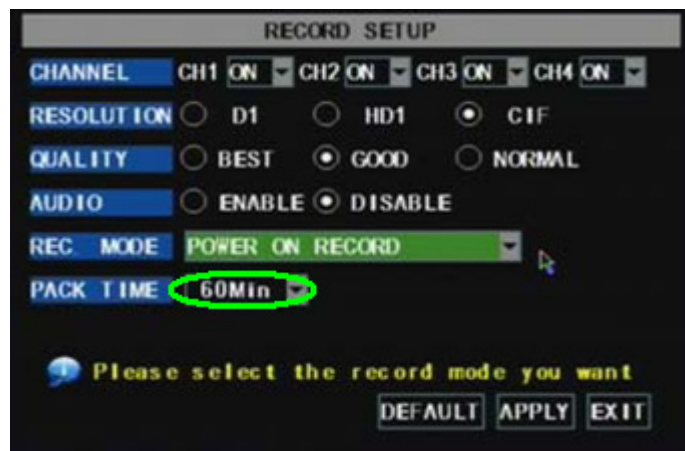 RECORD SETUP
CHANNEL CH1 ON CH2 ON CH3 ON CH4 ON
RESOLUTION D1 HD1 CIF
QUALITY BEST GOOD NORMAL
AUDIO ENABLE DISABLE
REC. MODE POWER ON RECORD
PACK TIME 60Min
Please select the record mode you want
DEFAULT APPLY EXIT